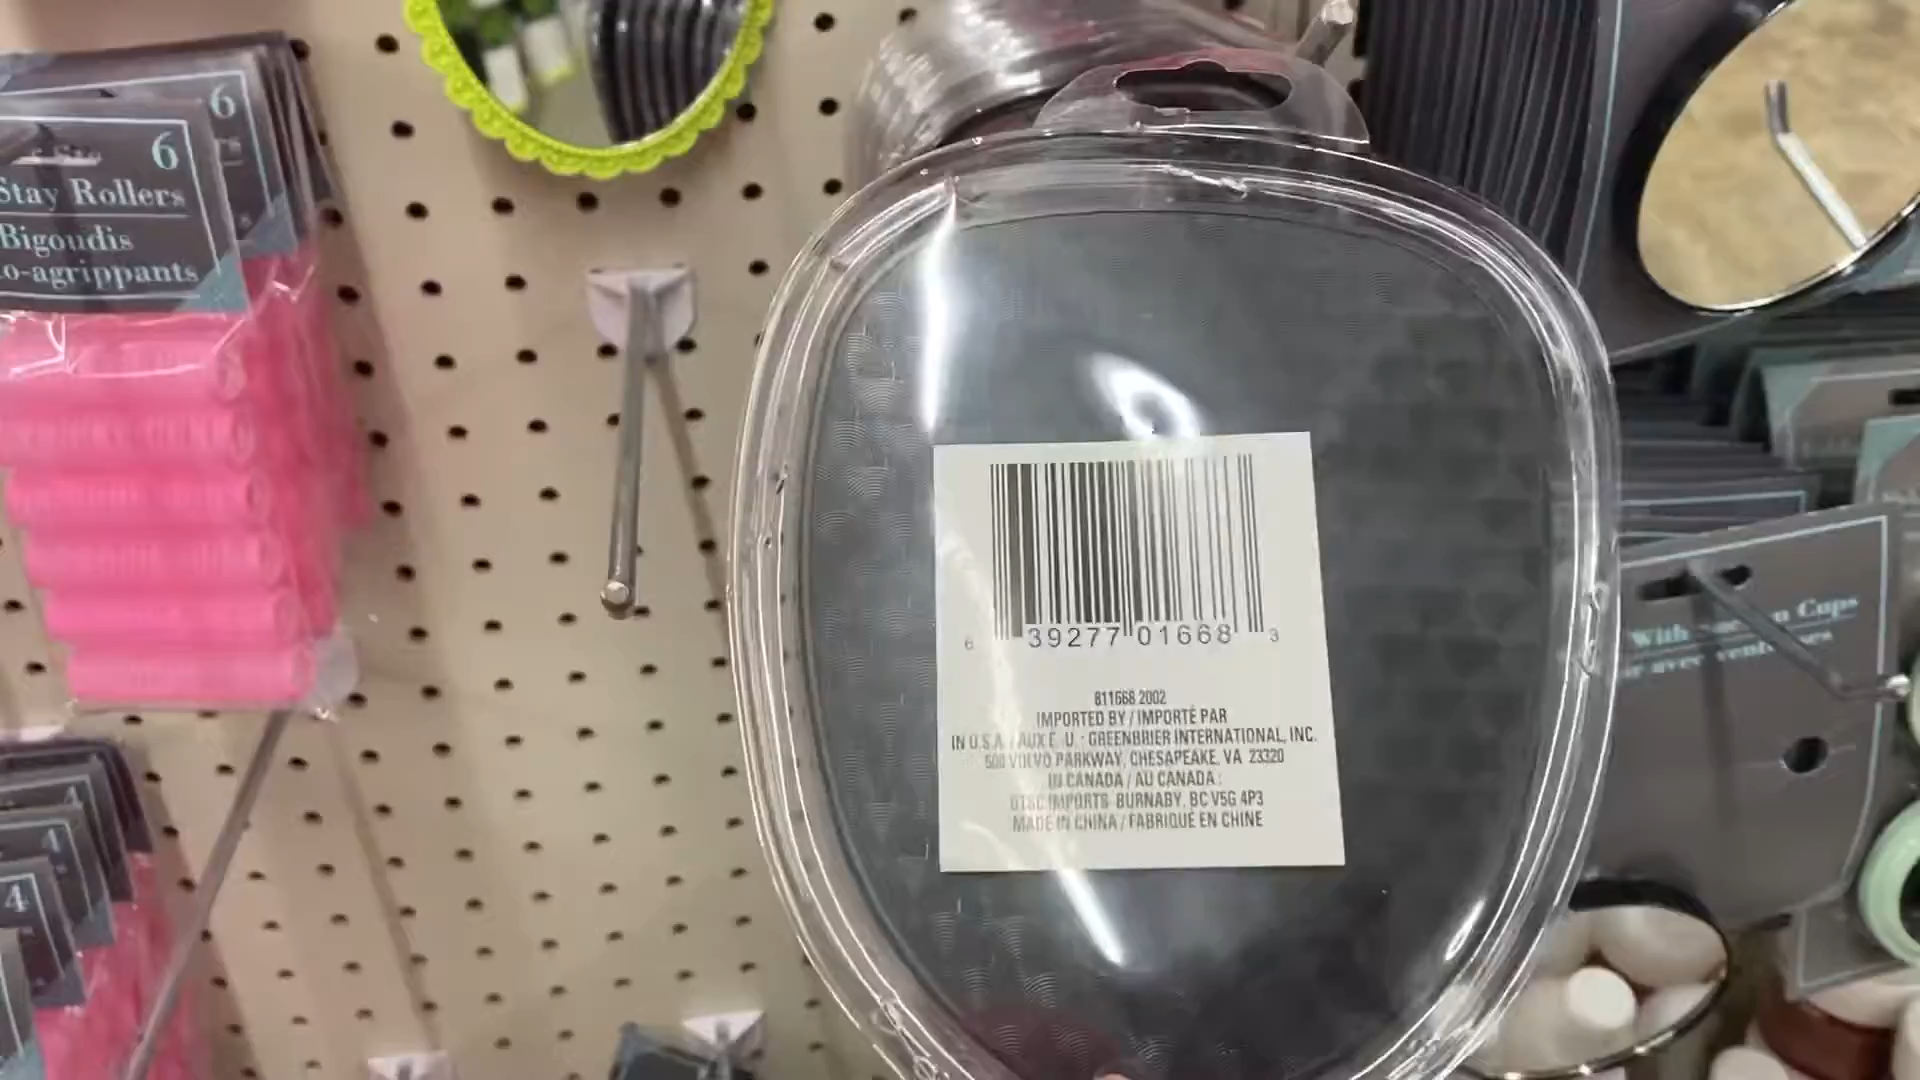 6
6
Stay Rollers
Bigoudis
o-agrippants
6 39277 01668 3
811668 2002
IMPORTED BY / IMPORTÉ PAR
IN U.S.A. / AUX E. U. : GREENBRIER INTERNATIONAL, INC.
500 VOLVO PARKWAY, CHESAPEAKE, VA 23320
IN CANADA / AU CANADA :
DTSC IMPORTS BURNABY, BC V5G 4P3
MADE IN CHINA / FABRIQUÉ EN CHINE
With Cups
4
4
4